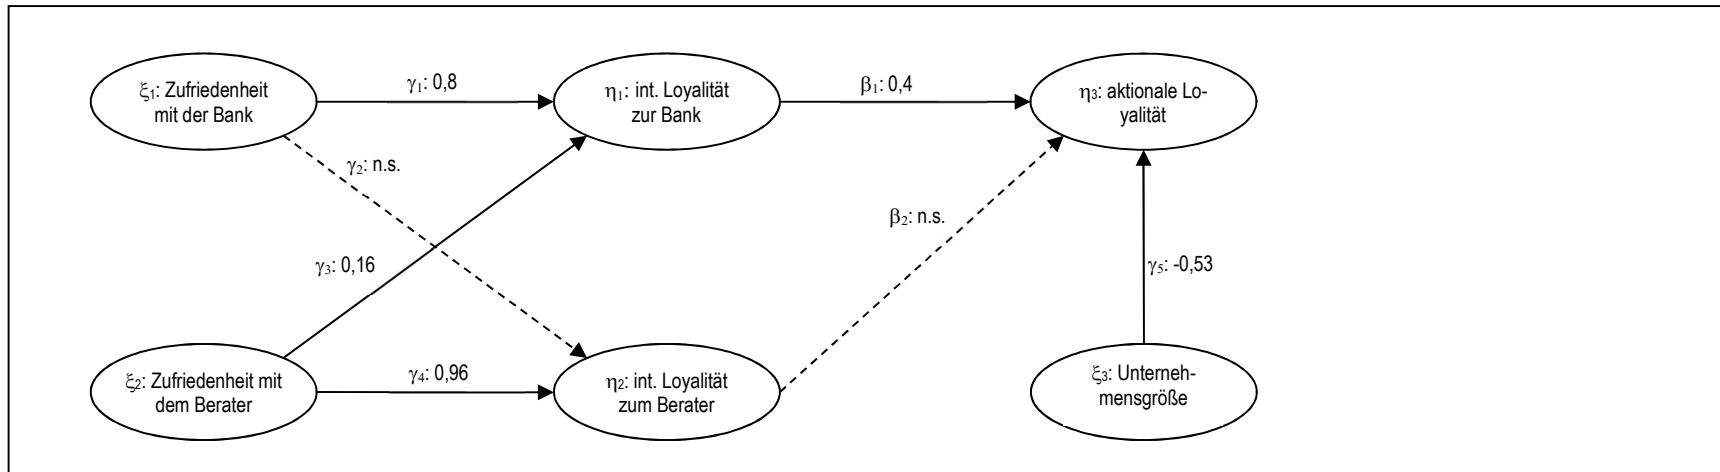 ξ₁: Zufriedenheit
mit der Bank
γ₁: 0,8
η₁: int. Loyalität
zur Bank
β₁: 0,4
η₃: aktionale Lo-
yalität
γ₂: n.s.
β₂: n.s.
γ₃: 0,16
γ₅: -0,53
ξ₂: Zufriedenheit mit
dem Berater
γ₄: 0,96
η₂: int. Loyalität
zum Berater
ξ₃: Unterneh-
mensgröße